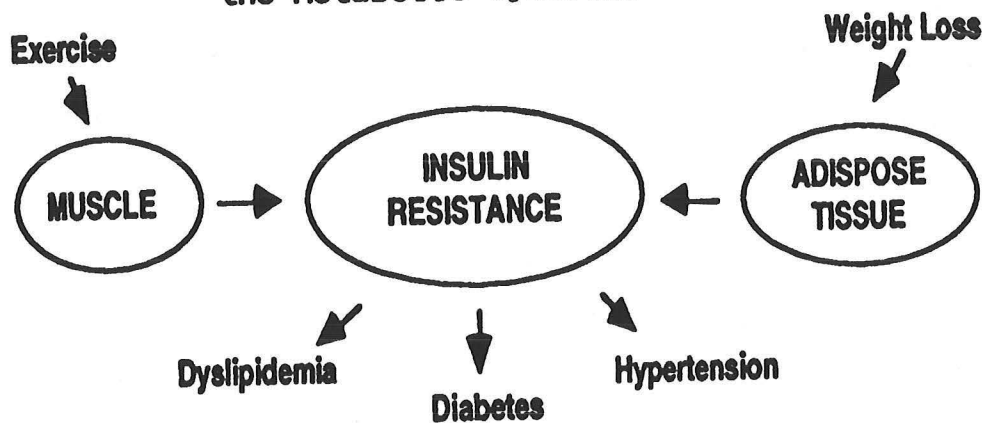 Exercise
Weight Loss
MUSCLE
INSULIN
RESISTANCE
ADISPOSE
TISSUE
Dyslipidemia
Diabetes
Hypertension